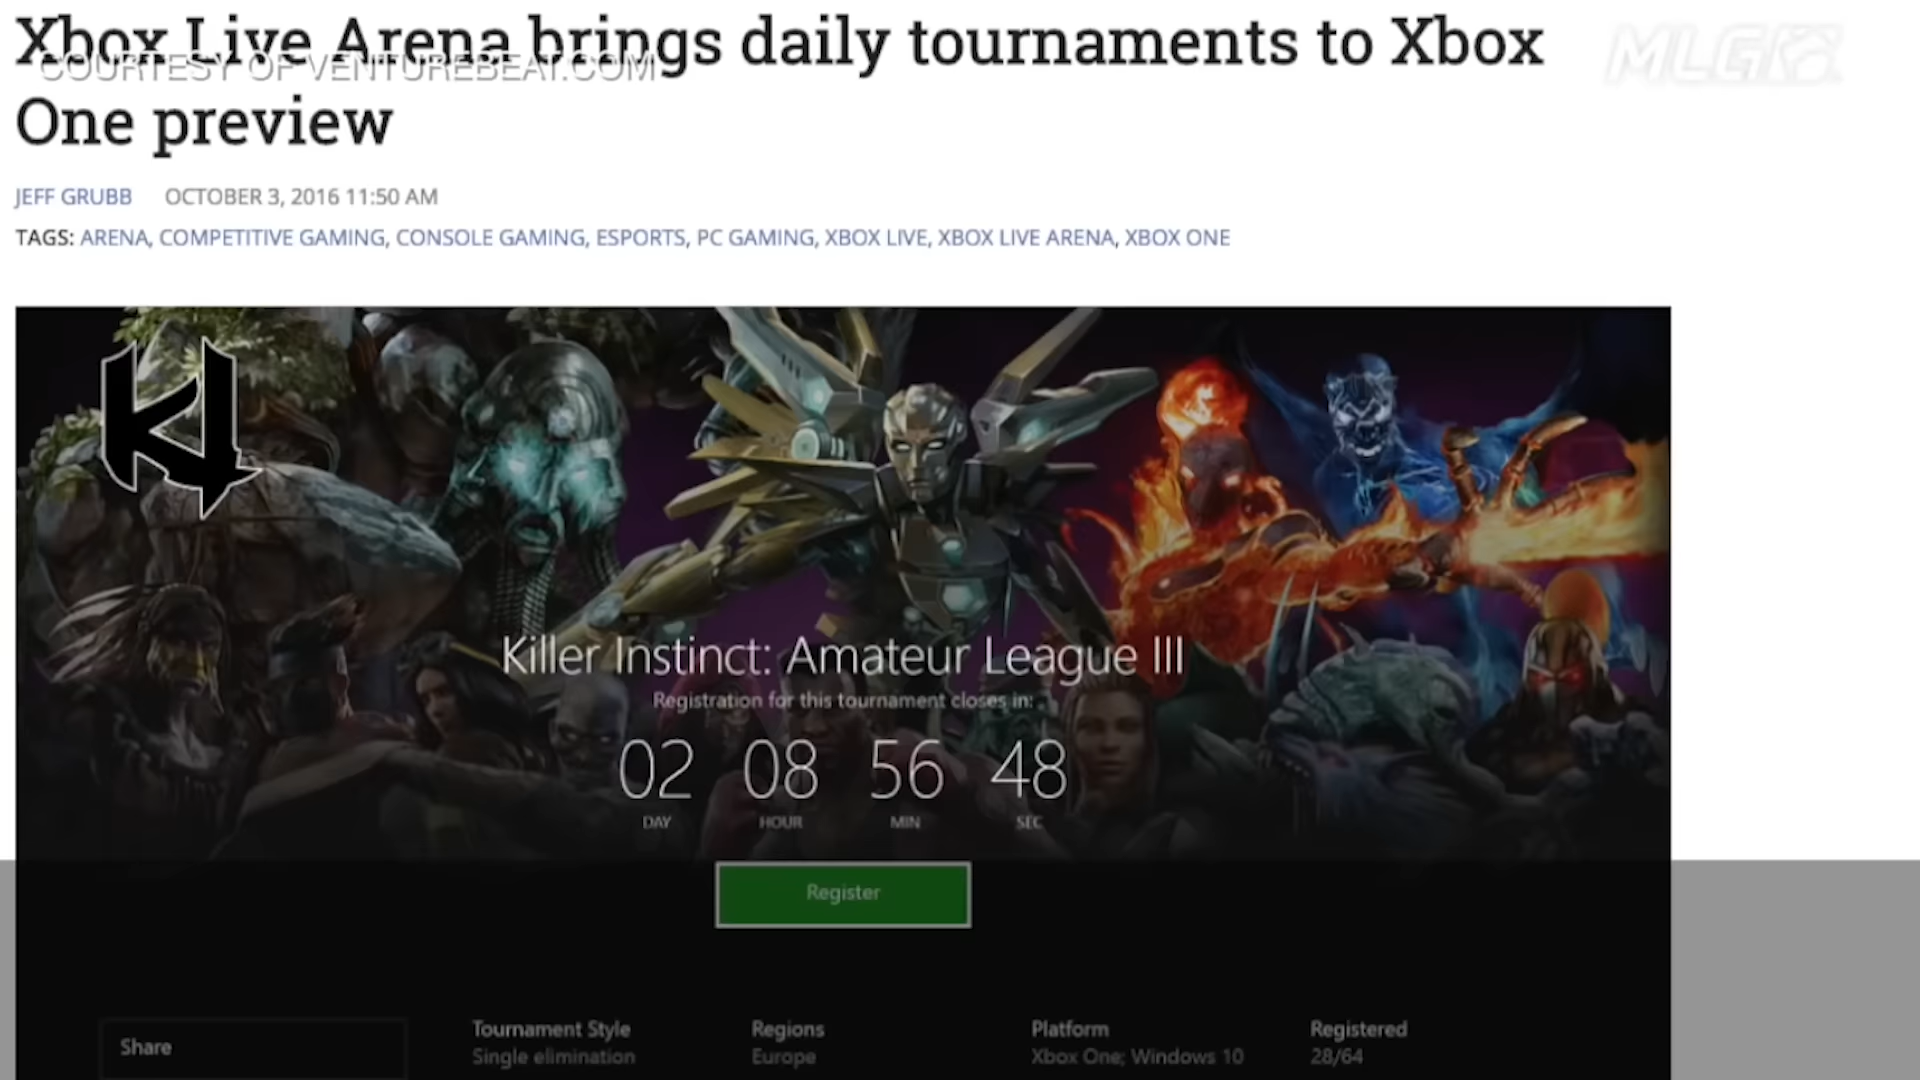 Xbox Live Arena brings daily tournaments to Xbox
One preview
COURTESY OF VENTUREBEAT.COM
MLG
JEFF GRUBB OCTOBER 3, 2016 11:50 AM
TAGS: ARENA, COMPETITIVE GAMING, CONSOLE GAMING, ESPORTS, PC GAMING, XBOX LIVE, XBOX LIVE ARENA, XBOX ONE
KI
Killer Instinct: Amateur League III
Registration for this tournament closes in:
02 08 56 48
DAY HOUR MIN SEC
Register
Share
Tournament Style Regions Platform Registered
Single elimination Europe Xbox One; Windows 10 28/64